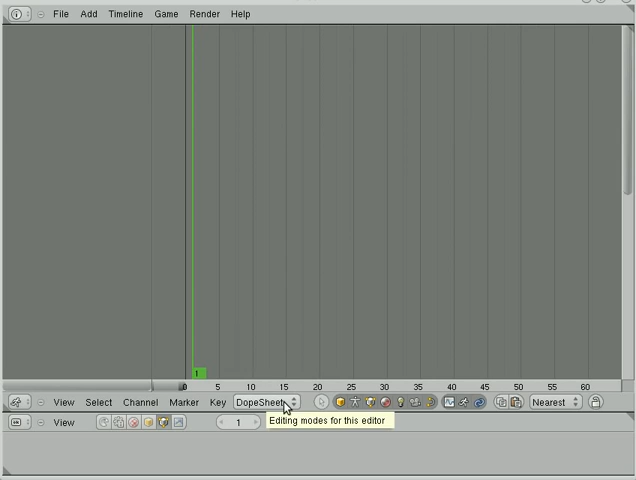 File Add Timeline Game Render Help
1
0 5 10 15 20 25 30 35 40 45 50 55 60
View Select Channel Marker Key DopeSheet Nearest
View 1 Editing modes for this editor